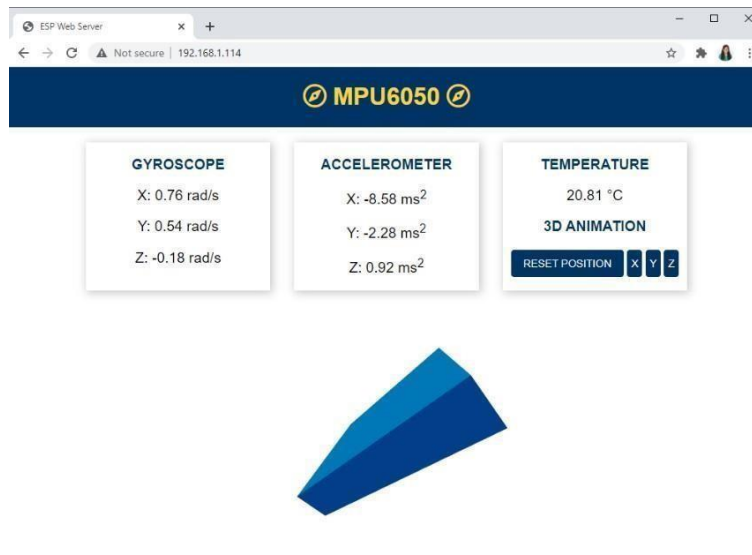 ESP Web Server
Not secure | 192.168.1.114
MPU6050
GYROSCOPE
X: 0.76 rad/s
Y: 0.54 rad/s
Z: -0.18 rad/s
ACCELEROMETER
X: -8.58 ms²
Y: -2.28 ms²
Z: 0.92 ms²
TEMPERATURE
20.81 °C
3D ANIMATION
RESET POSITION X Y Z